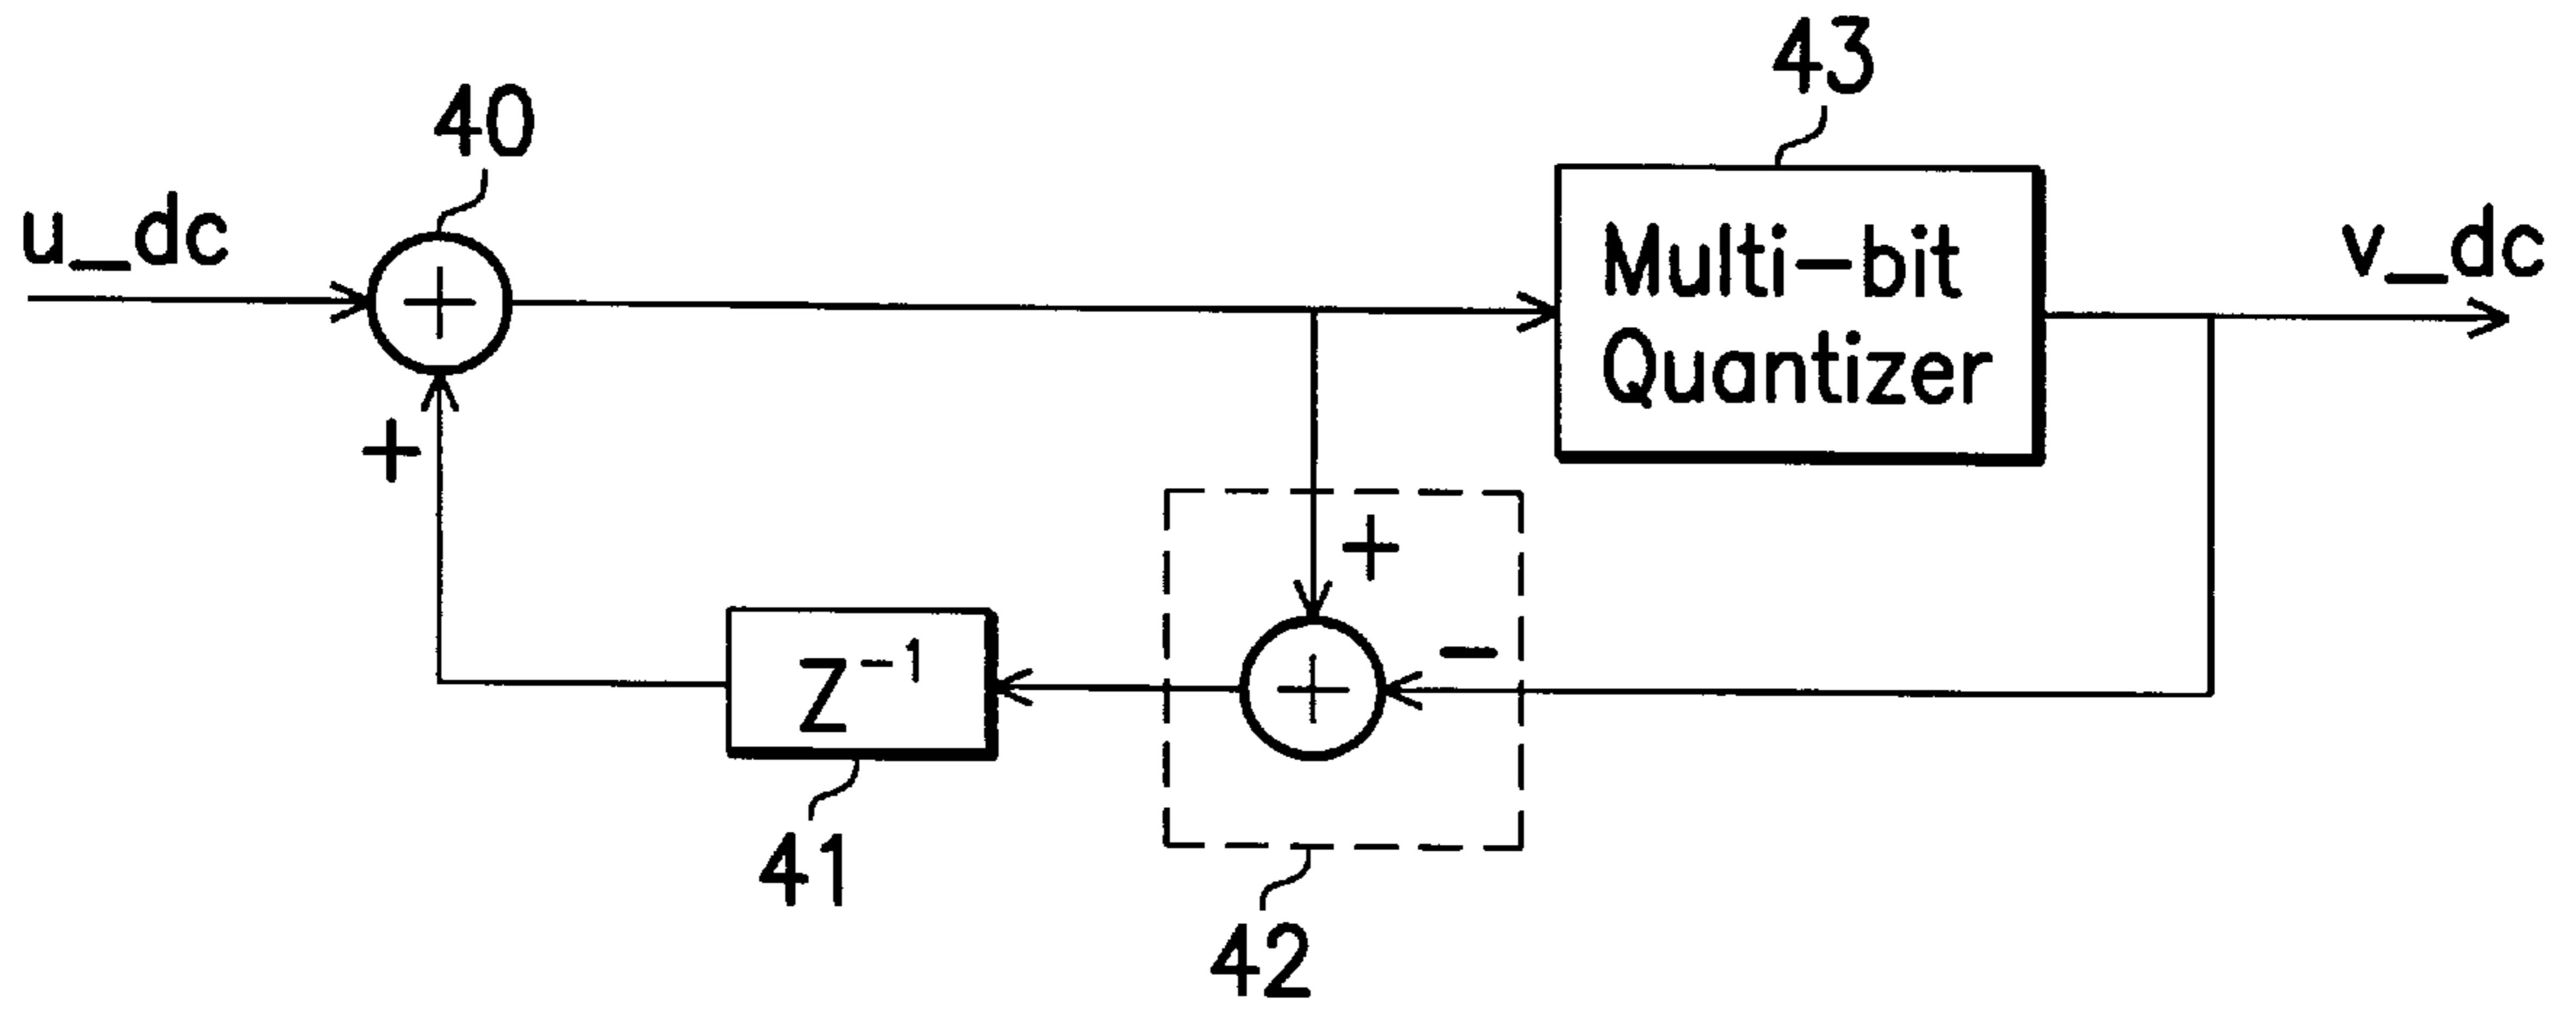 43
40
u_dc
+
Multi-bit
Quantizer
v_dc
+
+
-
+
Z⁻¹
41
42